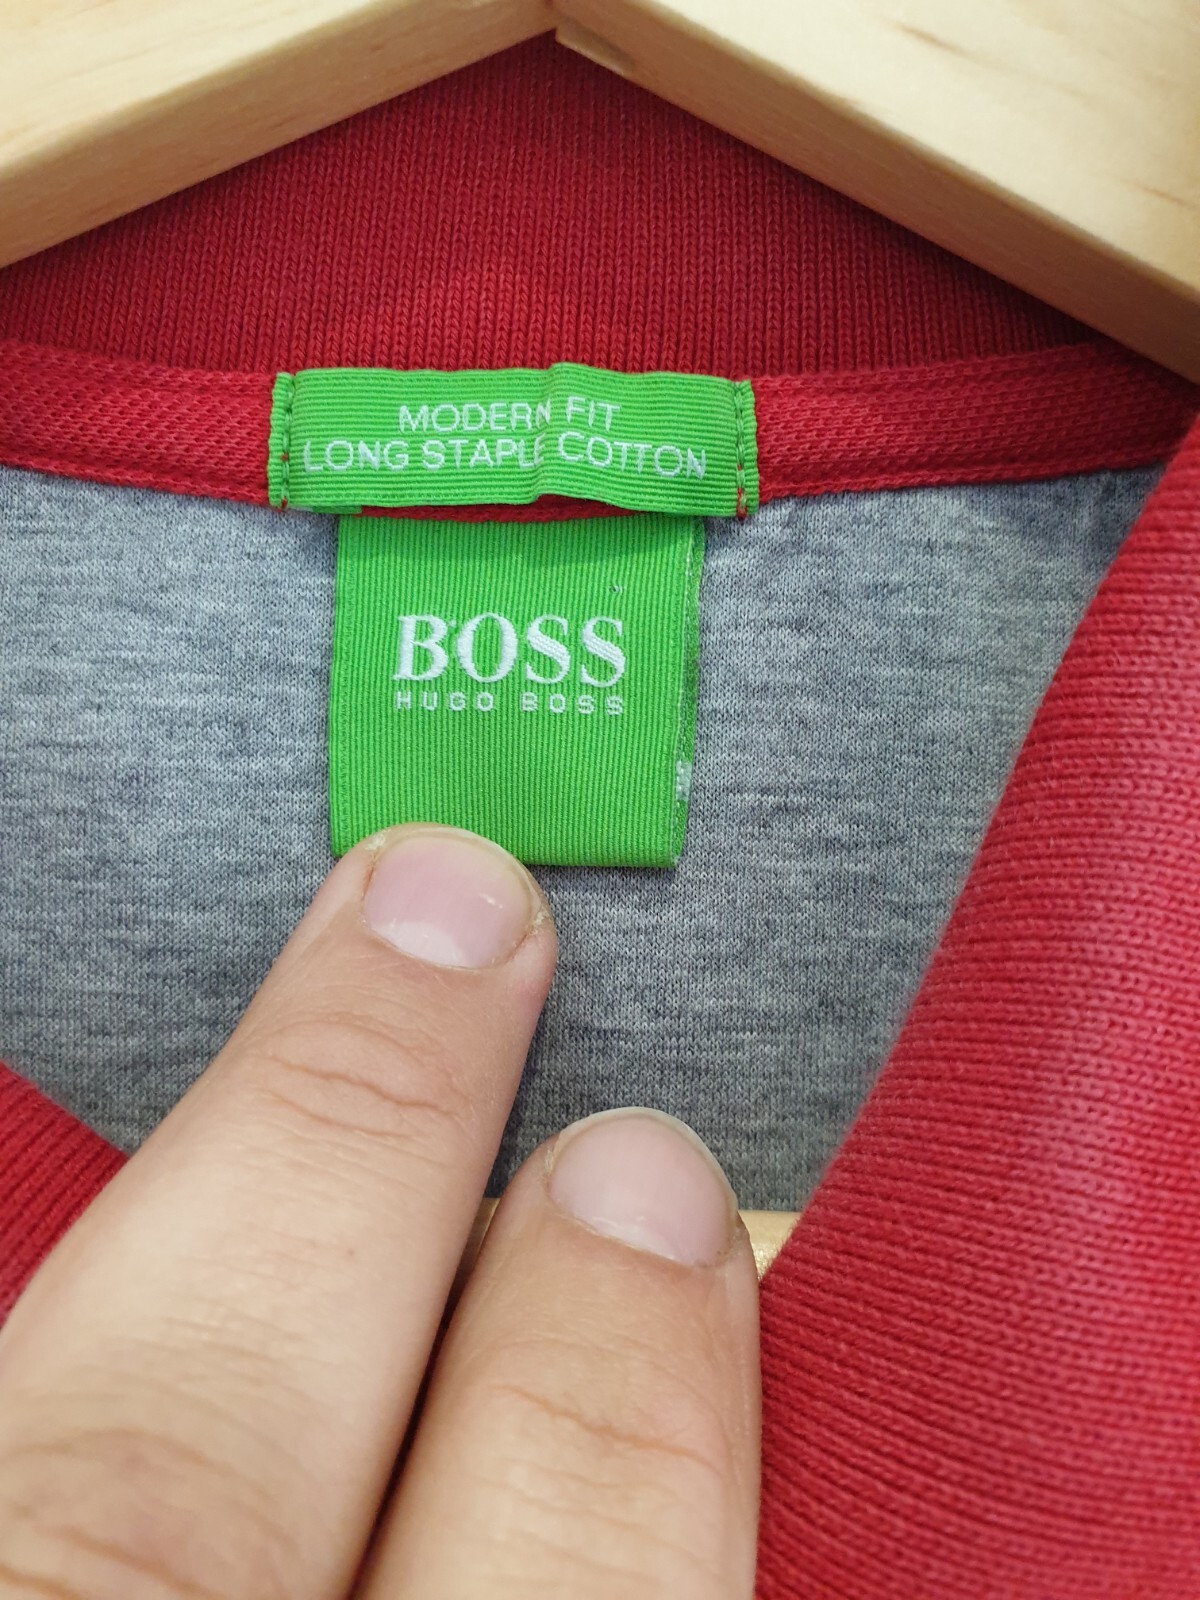 MODERN FIT
LONG STAPLE COTTON
BOSS
HUGO BOSS